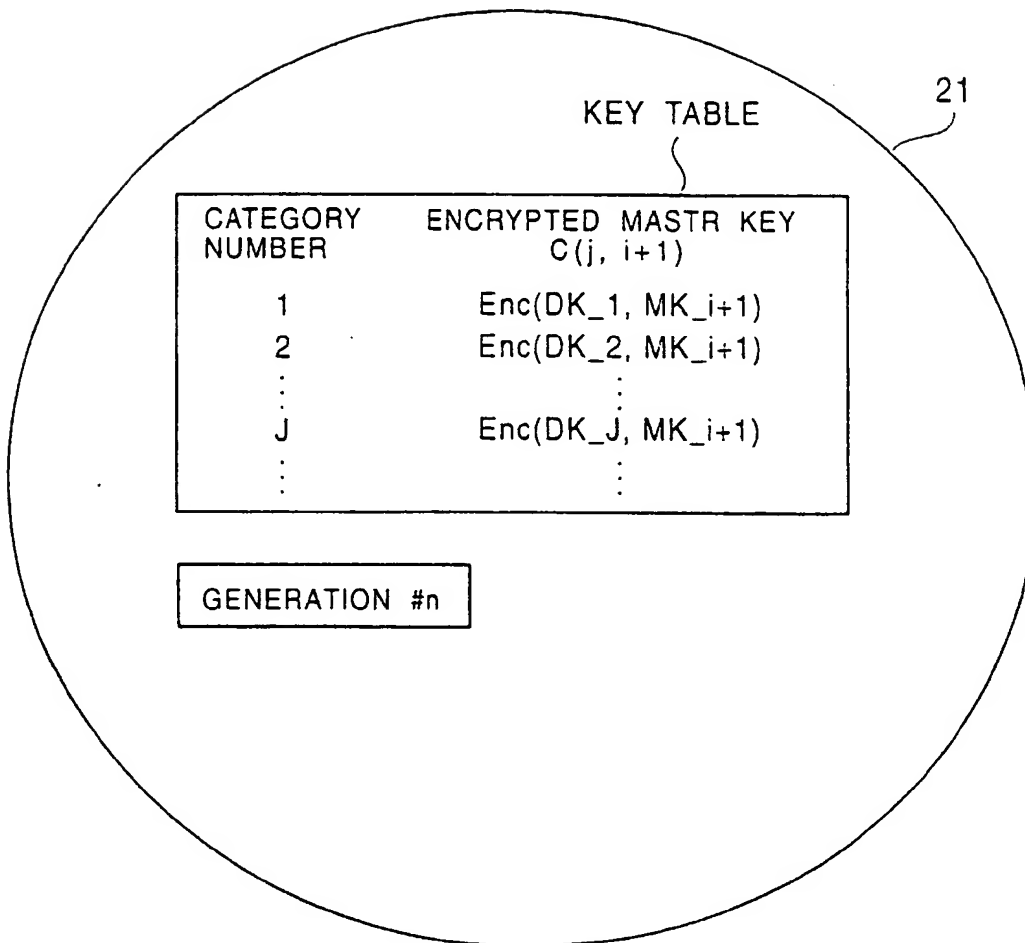 21
KEY TABLE
CATEGORY ENCRYPTED MASTR KEY
NUMBER C(j, i+1)
1 Enc(DK_1, MK_i+1)
2 Enc(DK_2, MK_i+1)
⋮ ⋮
J Enc(DK_J, MK_i+1)
⋮ ⋮
GENERATION #n